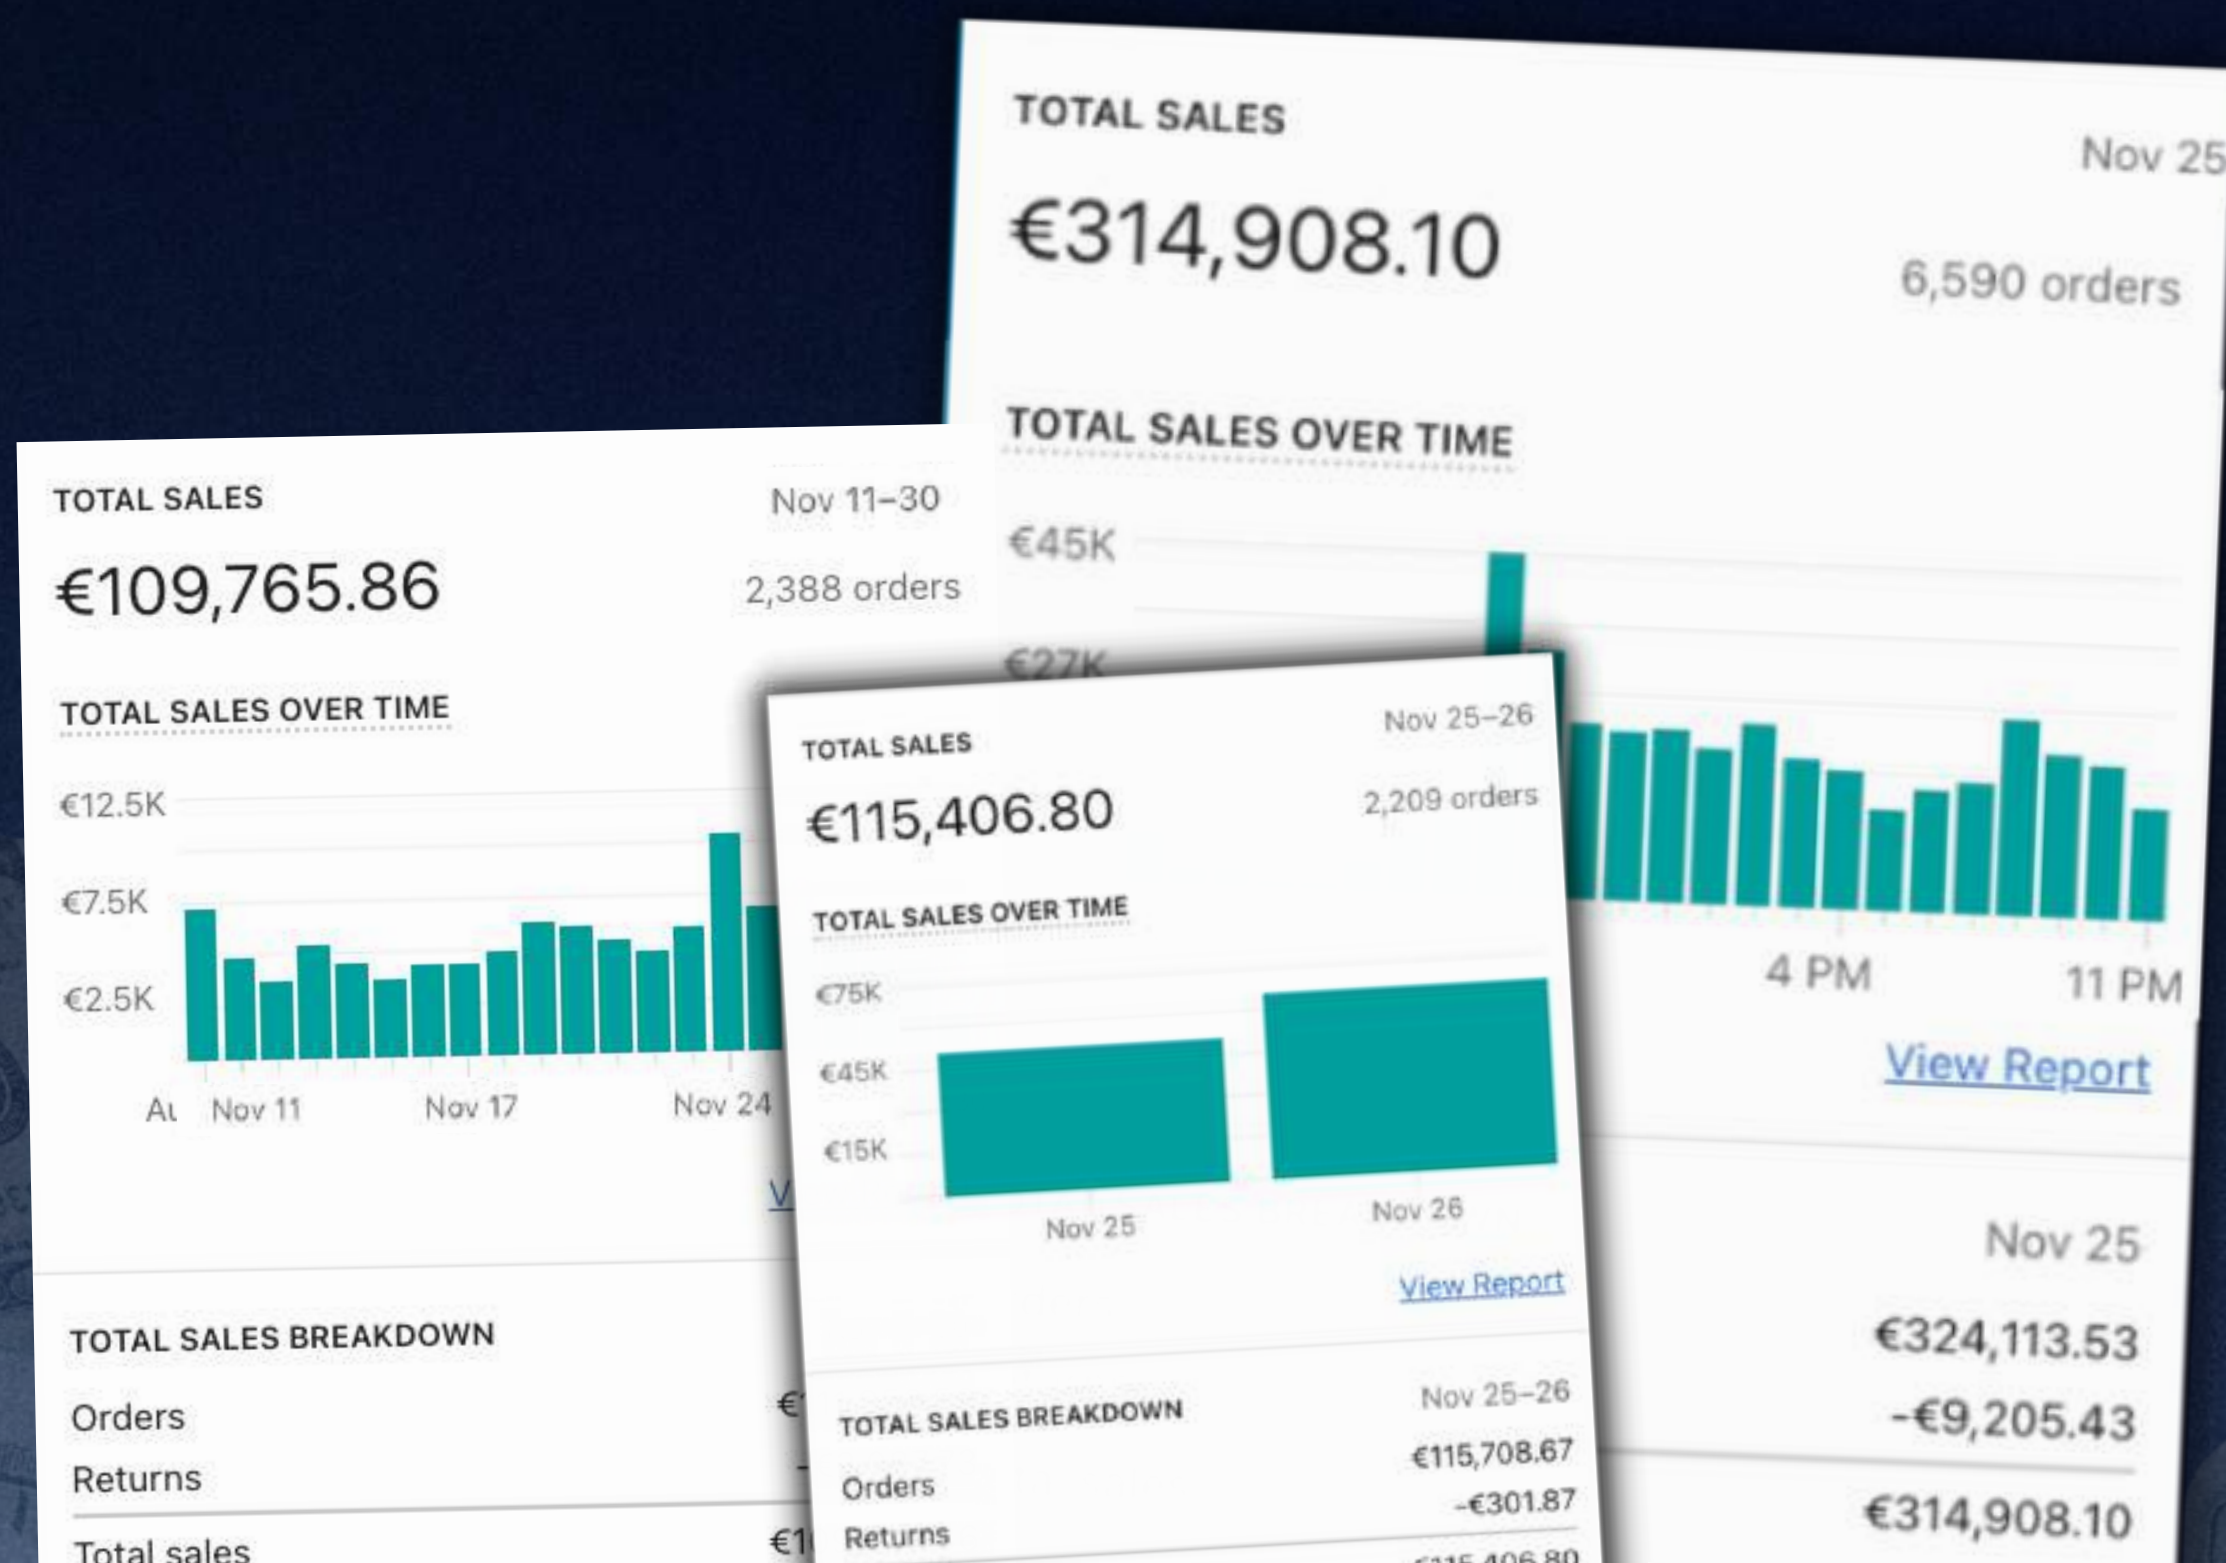 TOTAL SALES
Nov 25
€314,908.10
6,590 orders
TOTAL SALES OVER TIME
€45K
€27K
4 PM
11 PM
View Report
Nov 25
€324,113.53
-€9,205.43
€314,908.10
TOTAL SALES
Nov 11–30
€109,765.86
2,388 orders
TOTAL SALES OVER TIME
€12.5K
€7.5K
€2.5K
Nov 11
Nov 17
Nov 24
TOTAL SALES BREAKDOWN
Orders
Returns
Total sales
TOTAL SALES
Nov 25–26
€115,406.80
2,209 orders
TOTAL SALES OVER TIME
€75K
€45K
€15K
Nov 25
Nov 26
View Report
TOTAL SALES BREAKDOWN
Nov 25–26
Orders
€115,708.67
Returns
-€301.87
€115,406.80